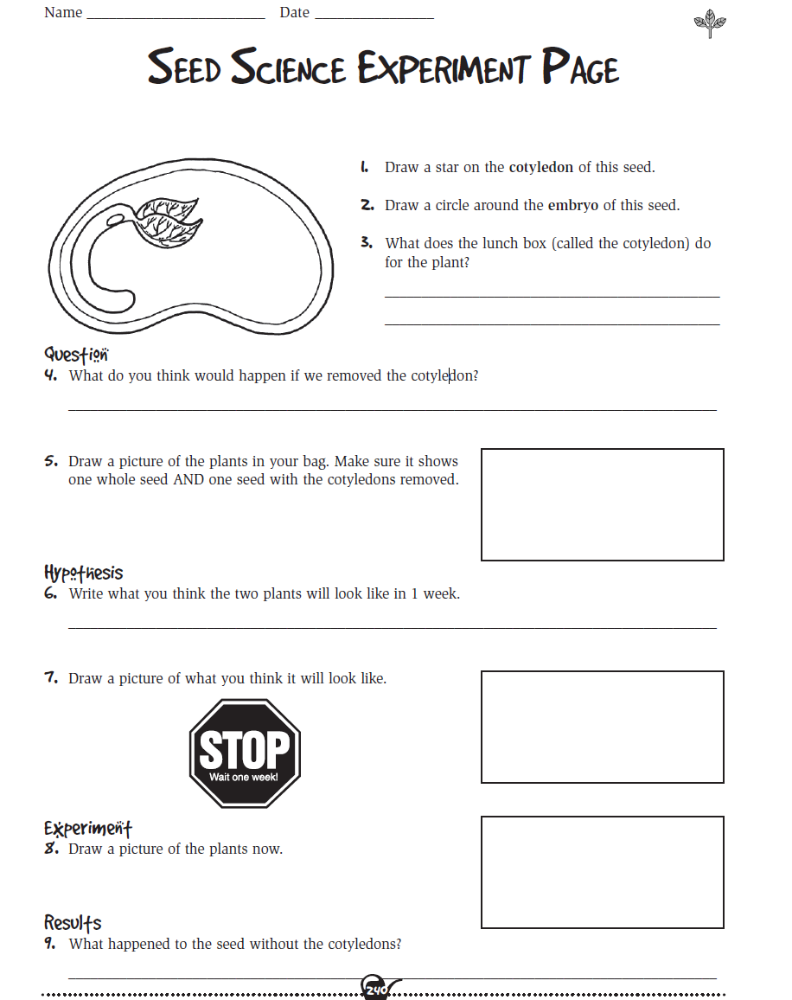 Name ______________________ Date ________________
SEED SCIENCE EXPERIMENT PAGE
1. Draw a star on the cotyledon of this seed.
2. Draw a circle around the embryo of this seed.
3. What does the lunch box (called the cotyledon) do
for the plant?
Question
4. What do you think would happen if we removed the cotyledon?
5. Draw a picture of the plants in your bag. Make sure it shows
one whole seed AND one seed with the cotyledons removed.
Hypothesis
6. Write what you think the two plants will look like in 1 week.
7. Draw a picture of what you think it will look like.
STOP
Wait one week!
Experiment
8. Draw a picture of the plants now.
Results
9. What happened to the seed without the cotyledons?
240